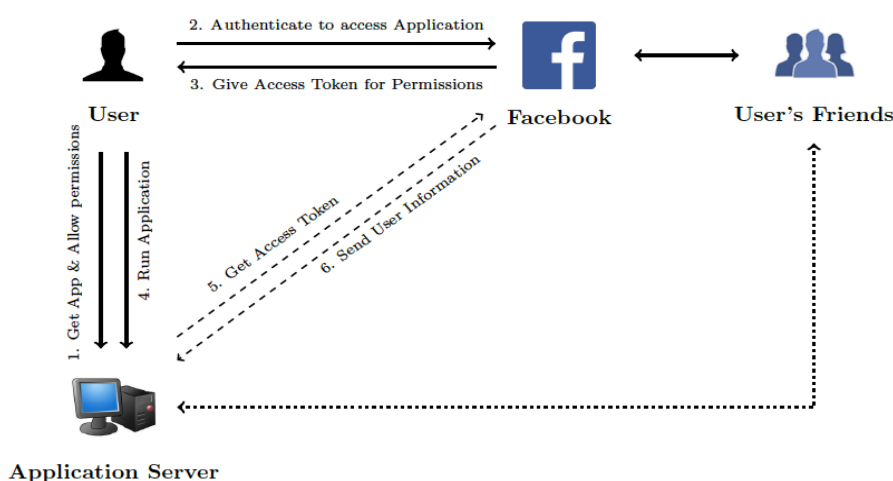 2. Authenticate to access Application
3. Give Access Token for Permissions
User
Facebook
User's Friends
1. Get App & Allow permissions
4. Run Application
5. Get Access Token
6. Send User Information
Application Server